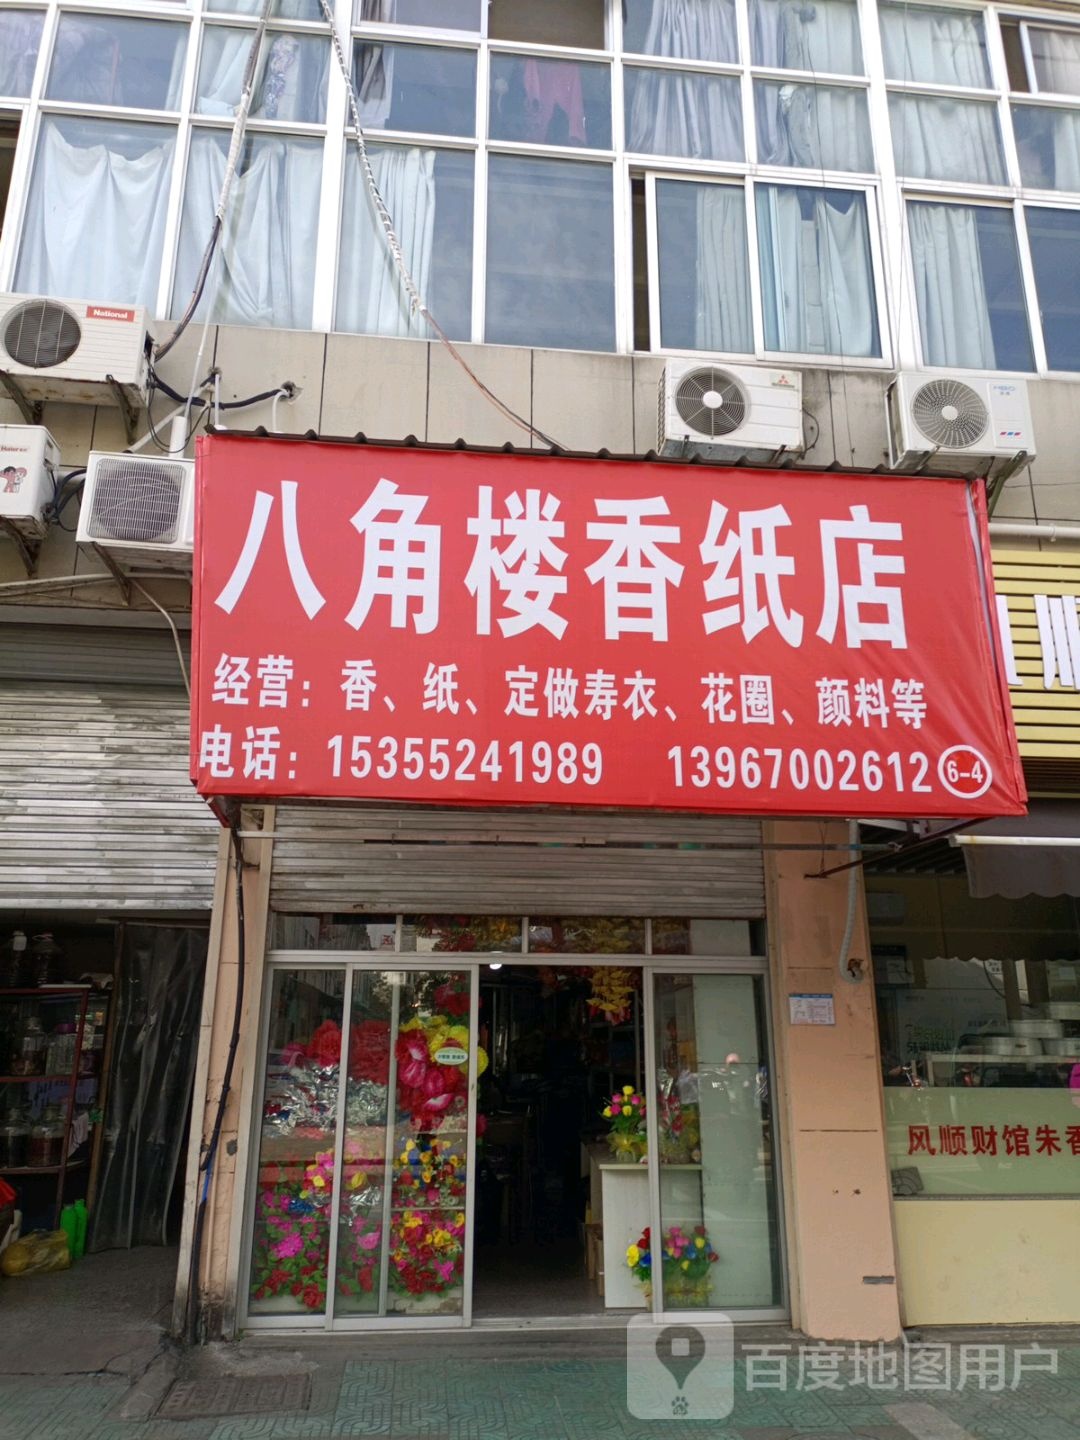 National
Haier
八角楼香纸店
经营：香、纸、定做寿衣、花圈、颜料等
电话：15355241989 13967002612 6-4
风顺财馆朱香
百度地图用户